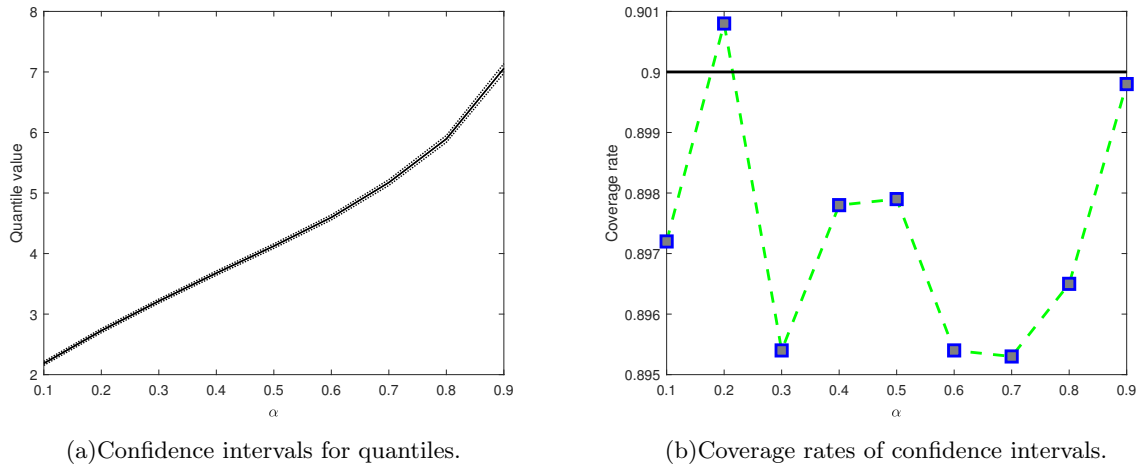 8
7
6
5
4
3
2
Quantile value
0.1 0.2 0.3 0.4 0.5 0.6 0.7 0.8 0.9
α
(a)Confidence intervals for quantiles.
0.901
0.9
0.899
0.898
0.897
0.896
0.895
Coverage rate
0.1 0.2 0.3 0.4 0.5 0.6 0.7 0.8 0.9
α
(b)Coverage rates of confidence intervals.